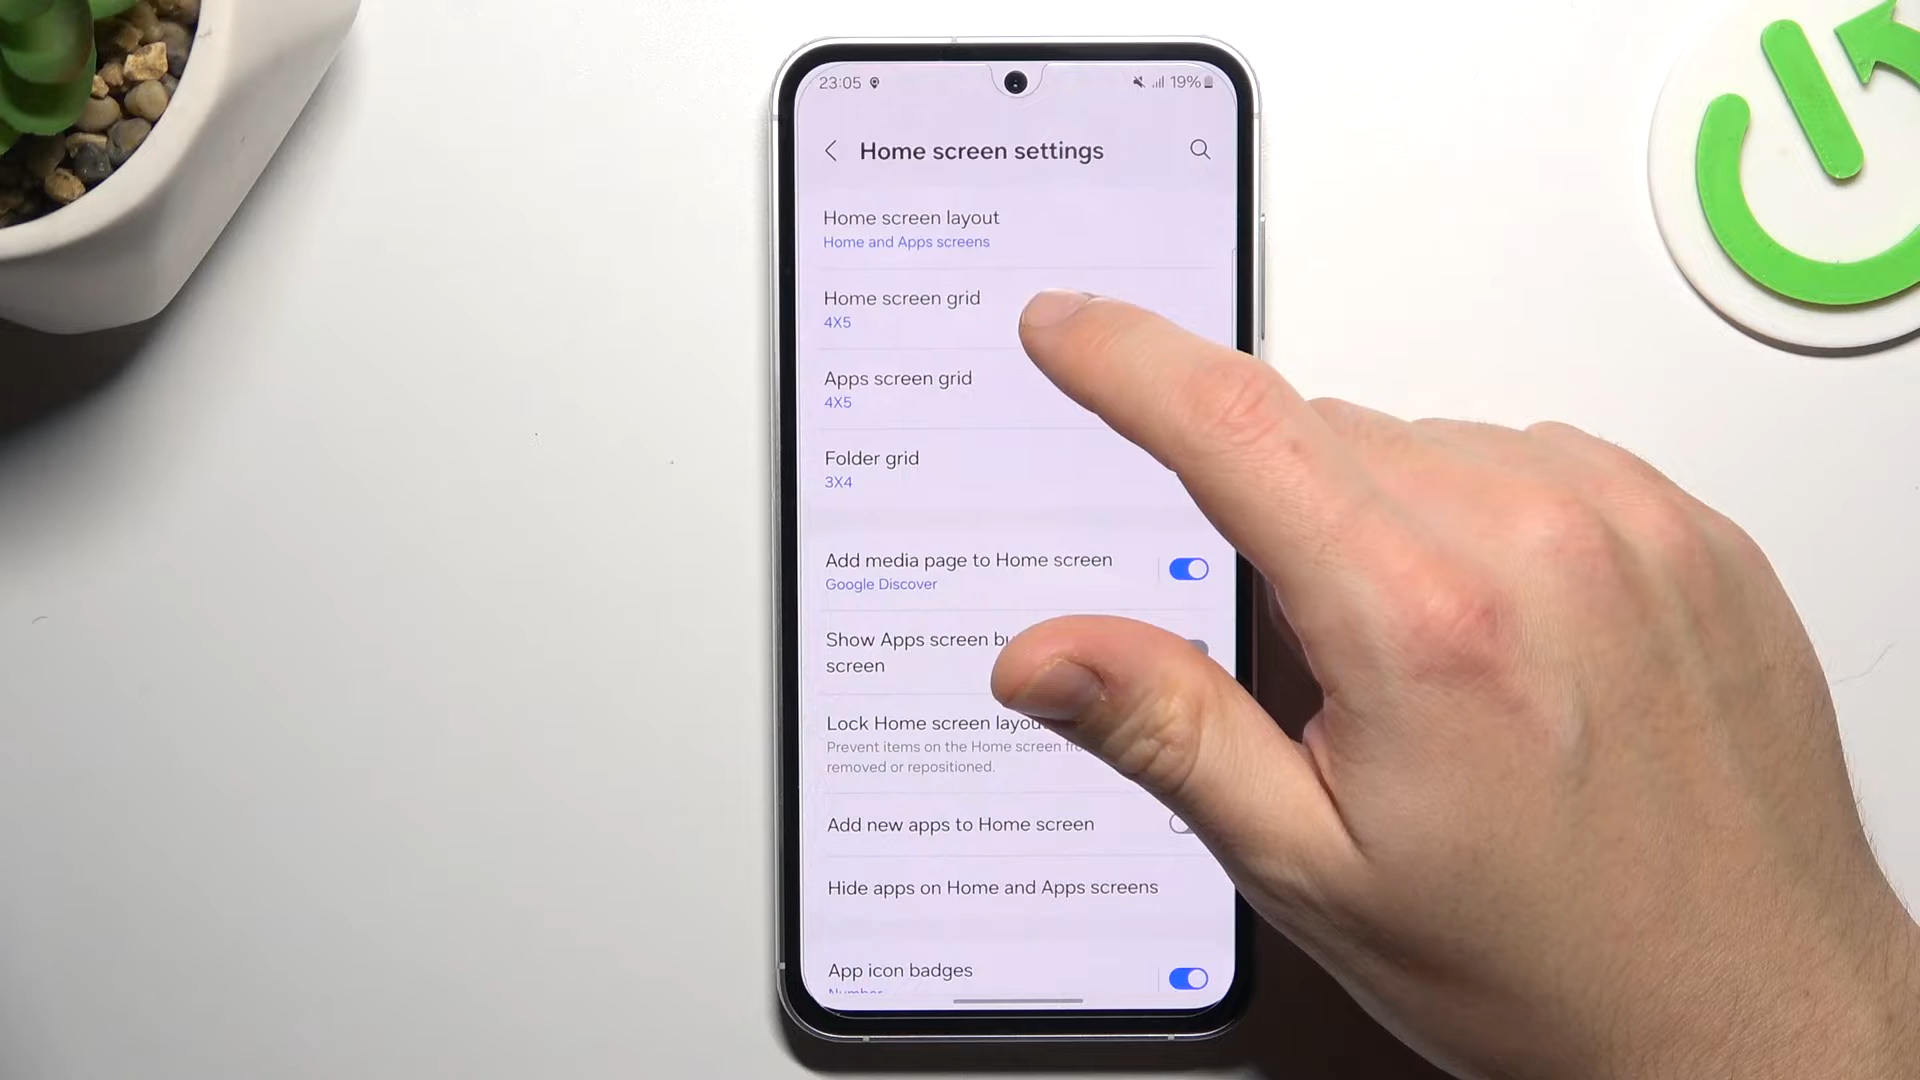 23:05
19%
Home screen settings
Home screen layout
Home and Apps screens
Home screen grid
4X5
Apps screen grid
4X5
Folder grid
3X4
Add media page to Home screen
Google Discover
Show Apps screen
screen
Lock Home screen
Prevent items on the Home screen
removed or repositioned.
Add new apps to Home screen
Hide apps on Home and Apps screens
App icon badges
Number